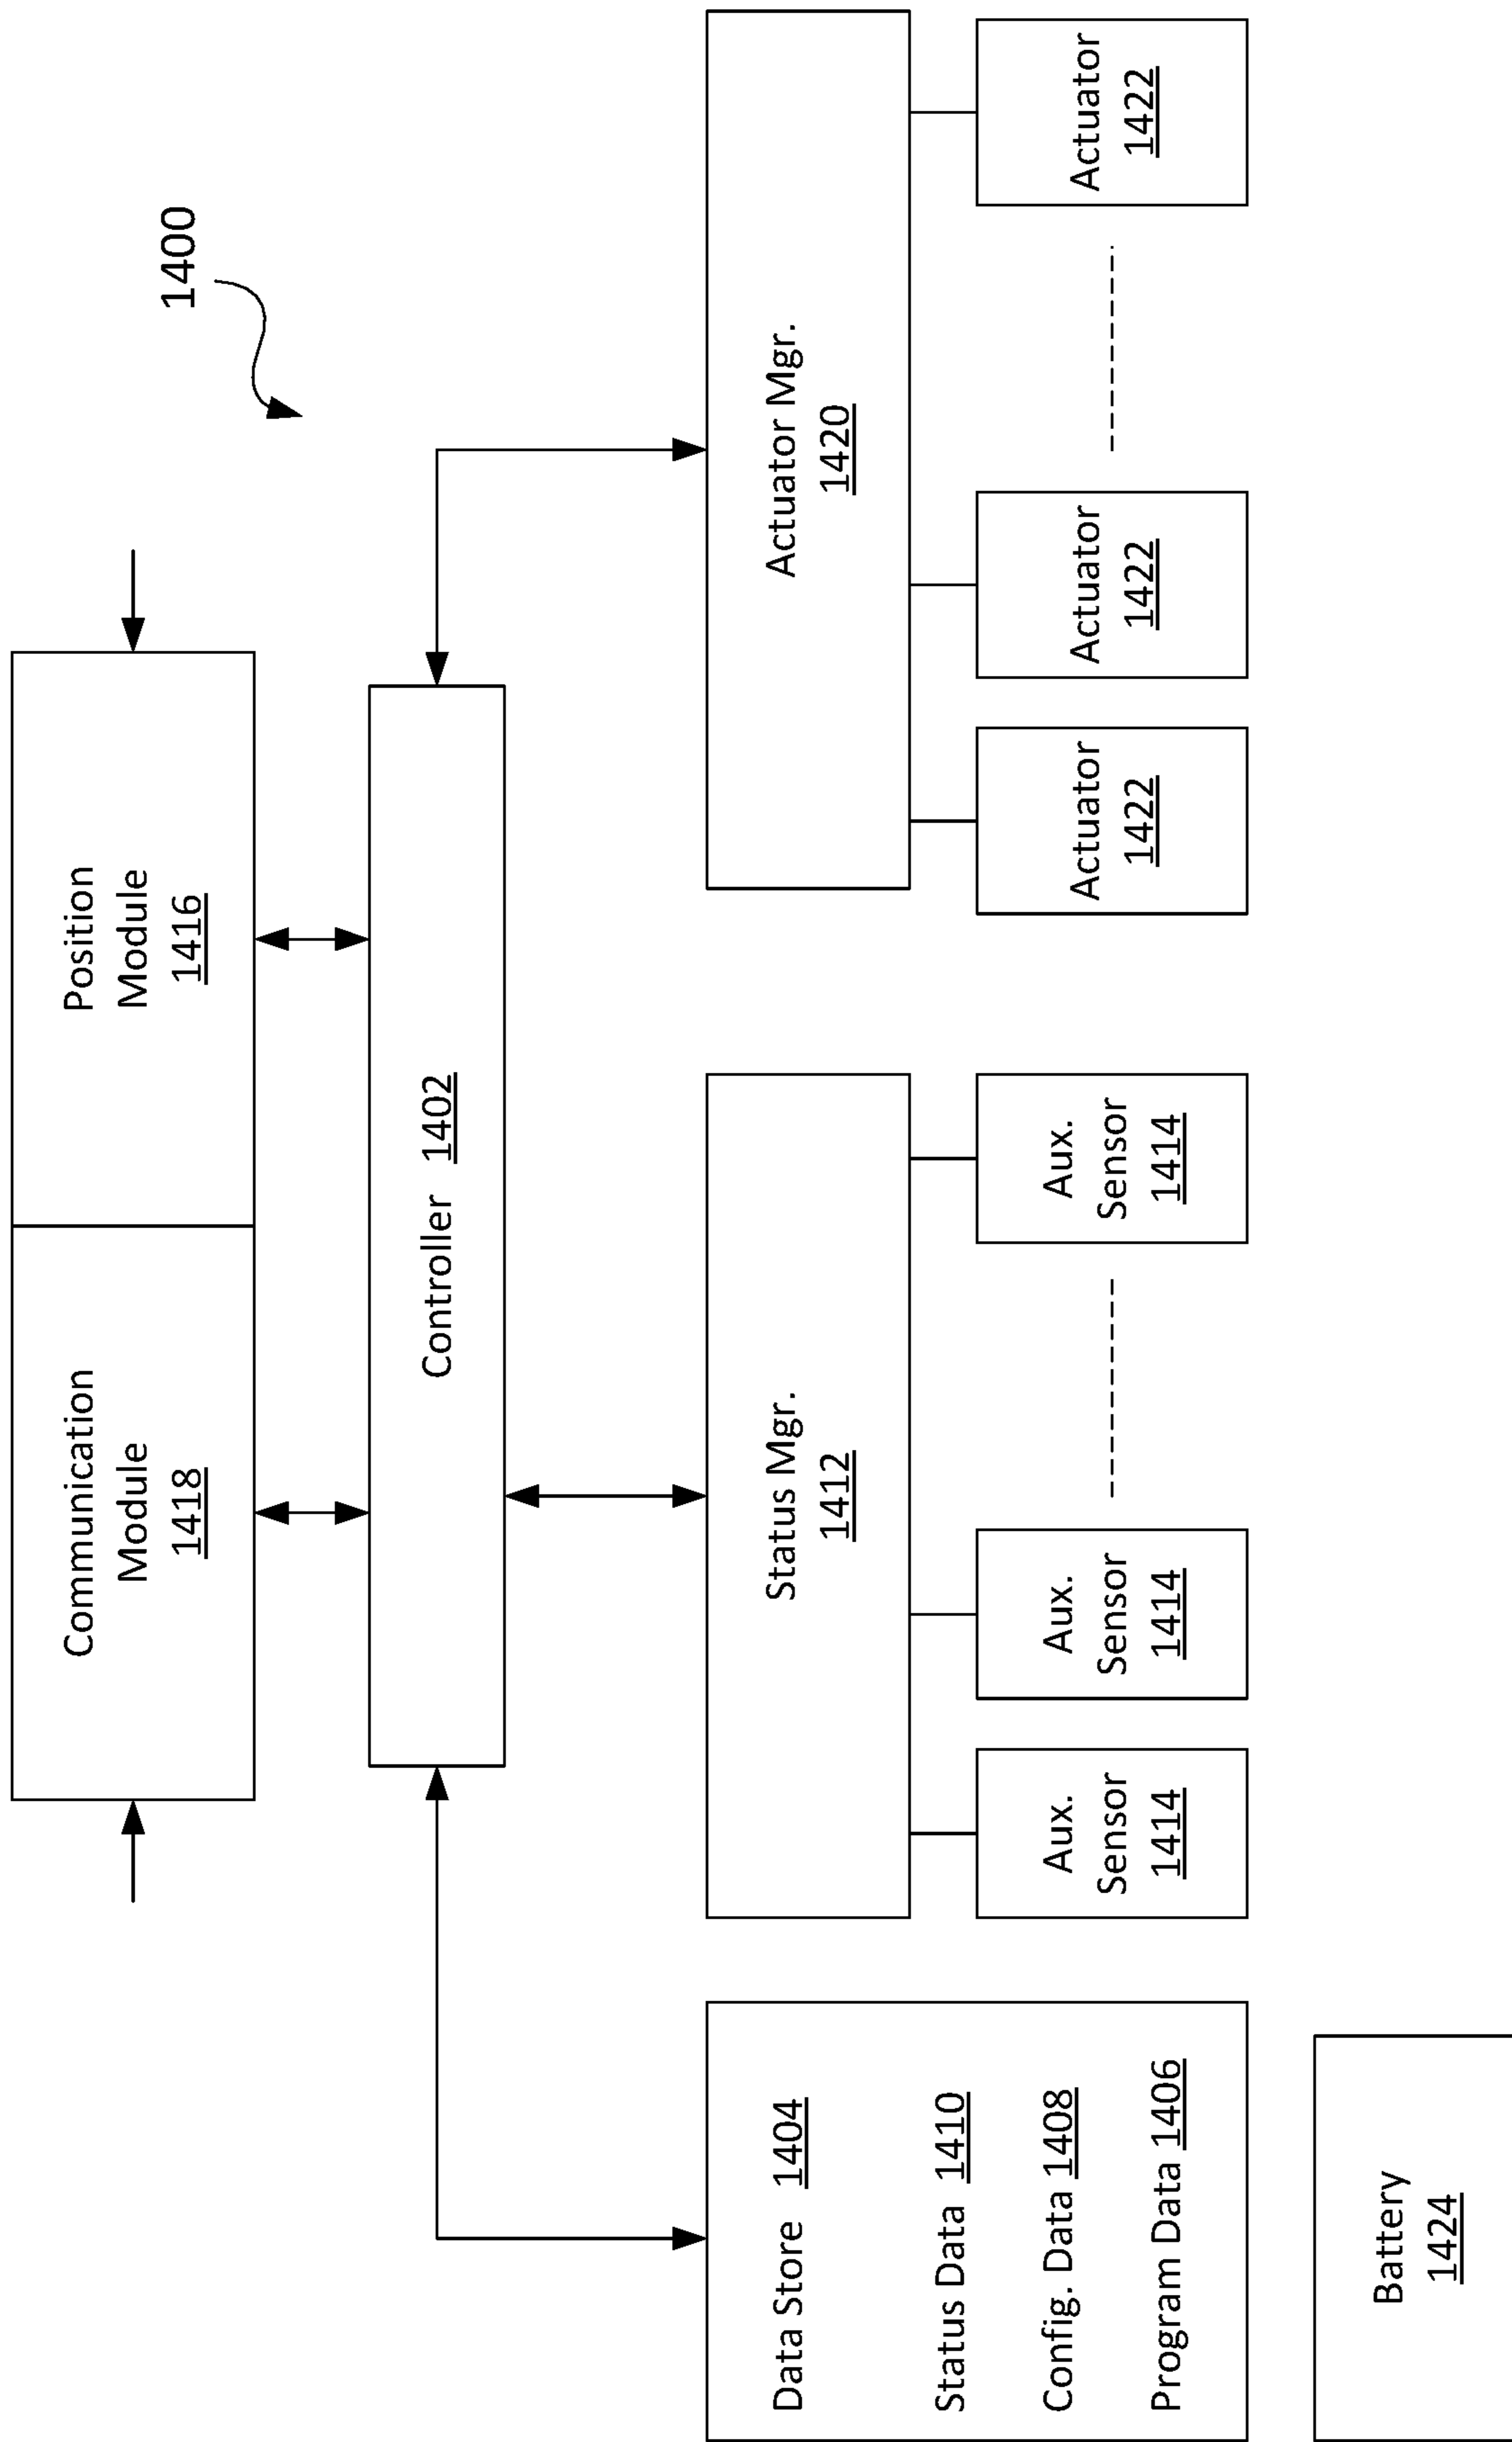 1400
Communication
Module
1418
Position
Module
1416
Controller 1402
Data Store 1404
Status Data 1410
Config. Data 1408
Program Data 1406
Status Mgr.
1412
Actuator Mgr.
1420
Aux.
Sensor
1414
Aux.
Sensor
1414
Aux.
Sensor
1414
Actuator
1422
Actuator
1422
Actuator
1422
Battery
1424